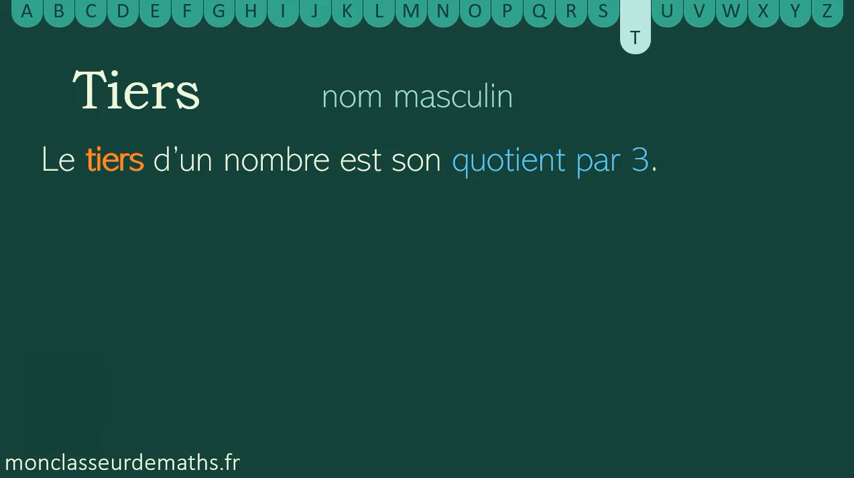 A B C D E F G H I J K L M N O P Q R S T U V W X Y Z
Tiers nom masculin
Le tiers d’un nombre est son quotient par 3.
monclasseurdemaths.fr